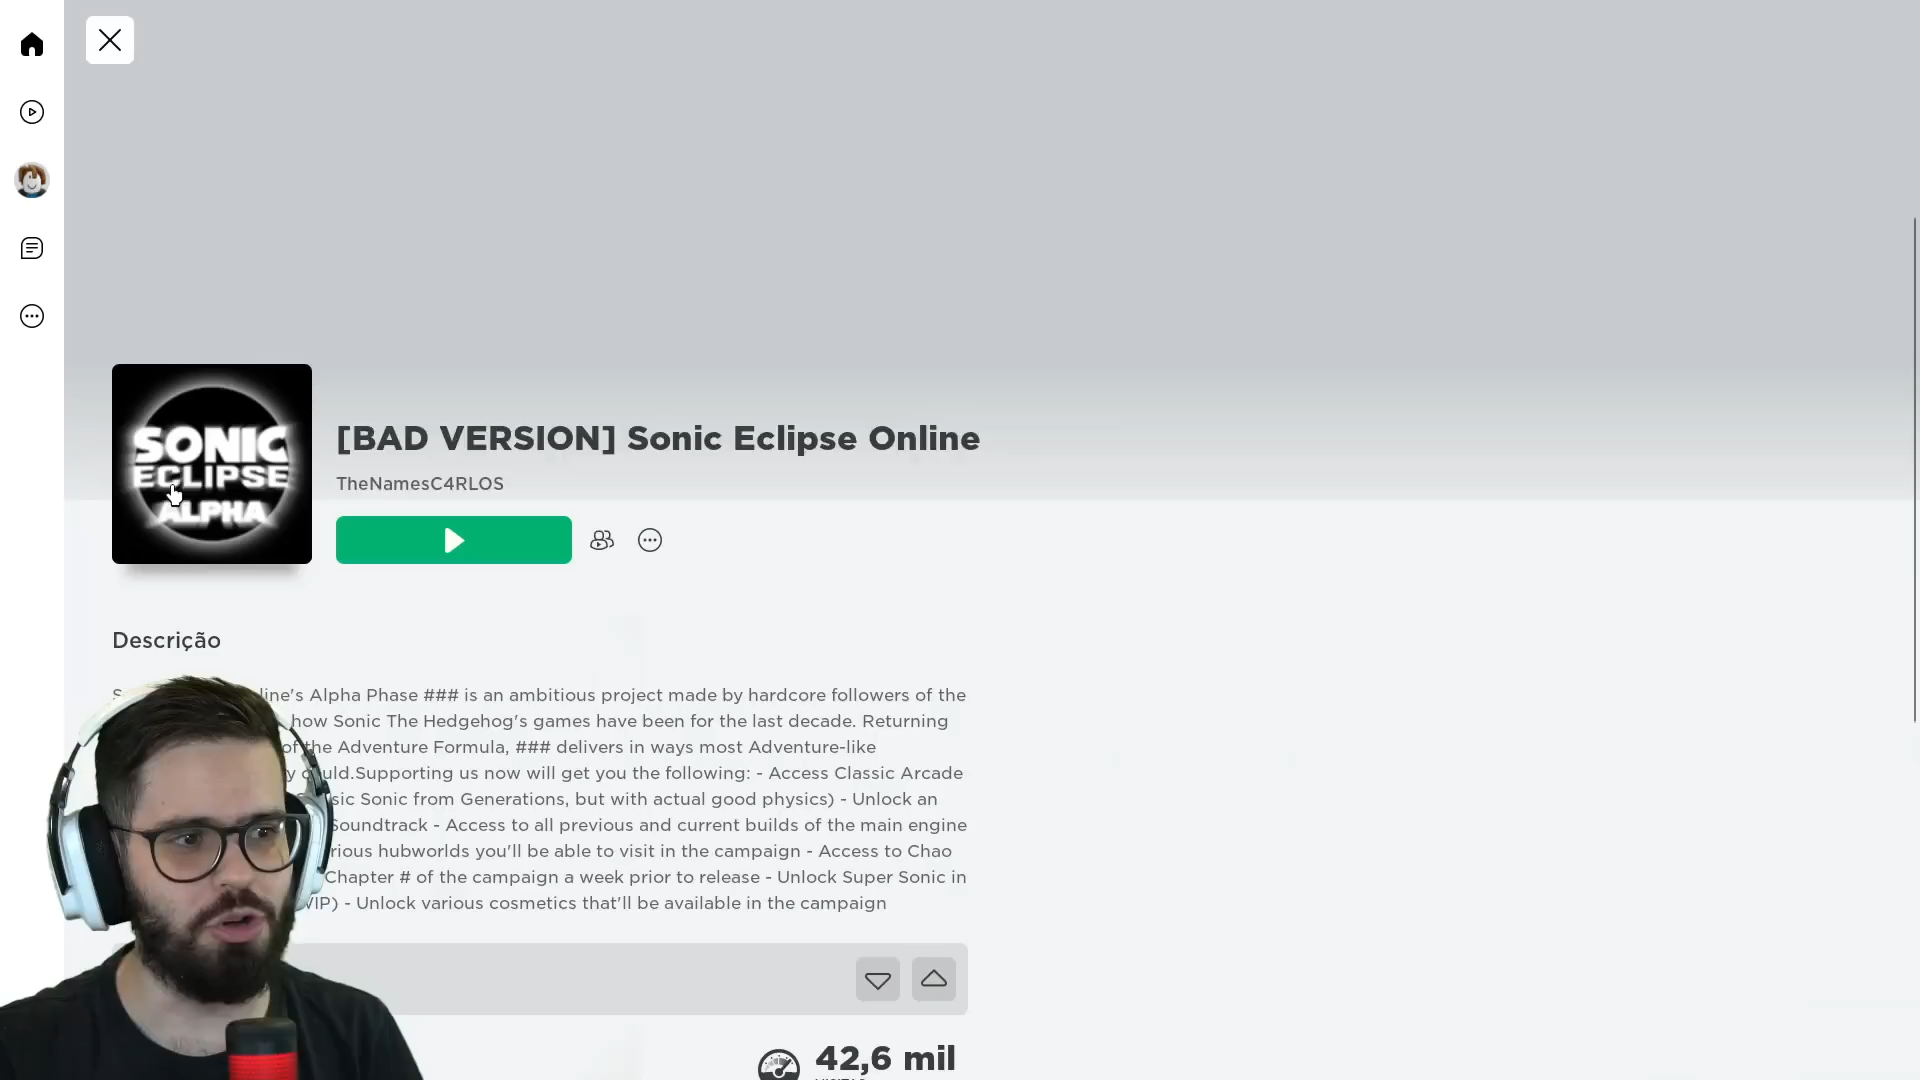 SONIC
ECLIPSE
ALPHA
[BAD VERSION] Sonic Eclipse Online
TheNamesC4RLOS
Descrição
line's Alpha Phase ### is an ambitious project made by hardcore followers of the
how Sonic The Hedgehog's games have been for the last decade. Returning
of the Adventure Formula, ### delivers in ways most Adventure-like
Supporting us now will get you the following: - Access Classic Arcade
Sonic from Generations, but with actual good physics) - Unlock an
Soundtrack - Access to all previous and current builds of the main engine
hubworlds you'll be able to visit in the campaign - Access to Chao
Chapter # of the campaign a week prior to release - Unlock Super Sonic in
VIP) - Unlock various cosmetics that'll be available in the campaign
42,6 mil